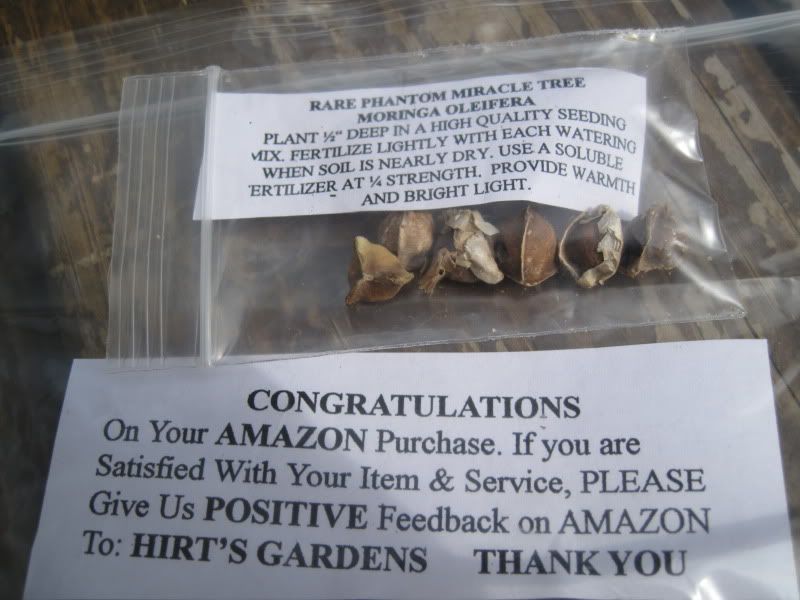 RARE PHANTOM MIRACLE TREE
MORINGA OLEIFERA
PLANT ½" DEEP IN A HIGH QUALITY SEEDING
MIX. FERTILIZE LIGHTLY WITH EACH WATERING
WHEN SOIL IS NEARLY DRY. USE A SOLUBLE
FERTILIZER AT ¼ STRENGTH. PROVIDE WARMTH
AND BRIGHT LIGHT.
CONGRATULATIONS
On Your AMAZON Purchase. If you are
Satisfied With Your Item & Service, PLEASE
Give Us POSITIVE Feedback on AMAZON
To: HIRT'S GARDENS THANK YOU